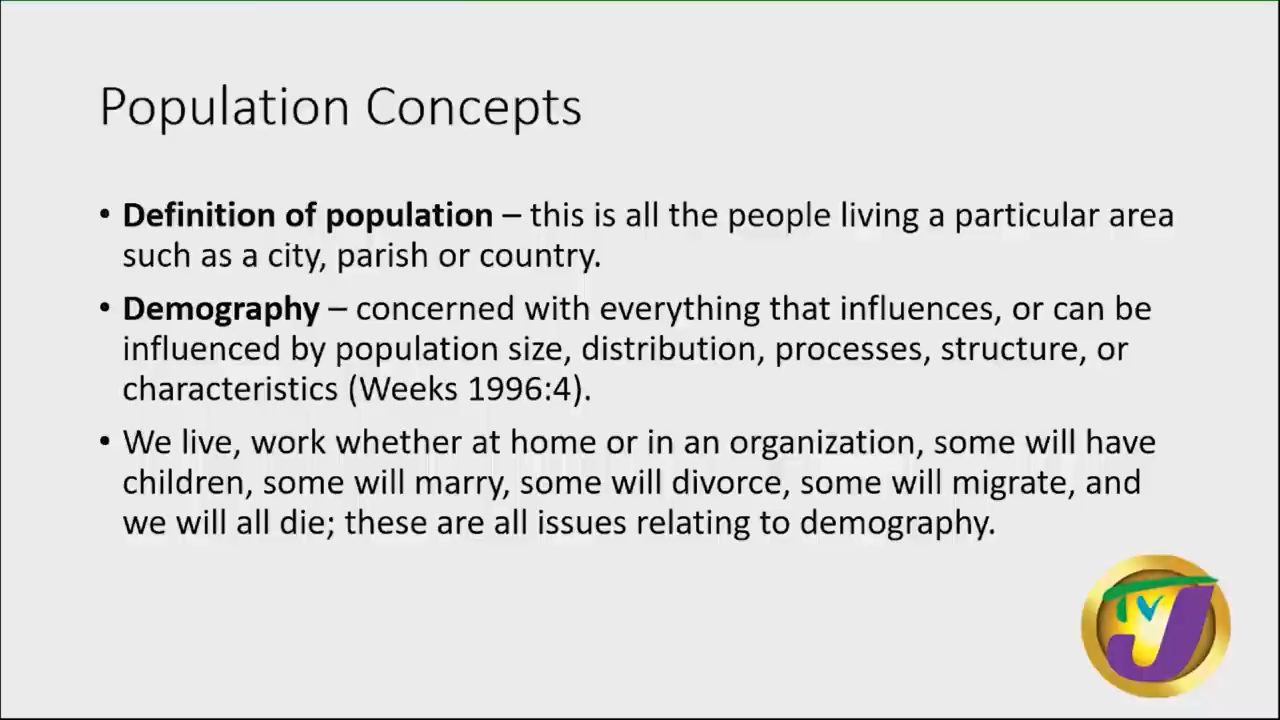 Population Concepts
• Definition of population – this is all the people living a particular area
such as a city, parish or country.
• Demography – concerned with everything that influences, or can be
influenced by population size, distribution, processes, structure, or
characteristics (Weeks 1996:4).
• We live, work whether at home or in an organization, some will have
children, some will marry, some will divorce, some will migrate, and
we will all die; these are all issues relating to demography.
TVJ